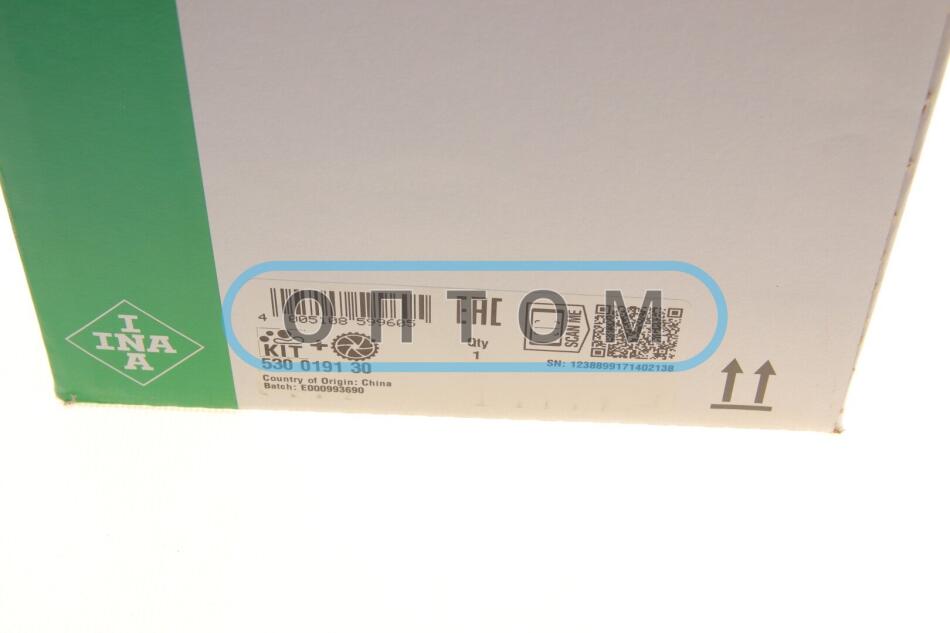 I
INA
A
ОПТОМ
4 005108 599605
EAC
SCAN ME
KIT +
Qty
1
530 0191 30
SN: 1238899171402138
Country of Origin: China
Batch: E000993690